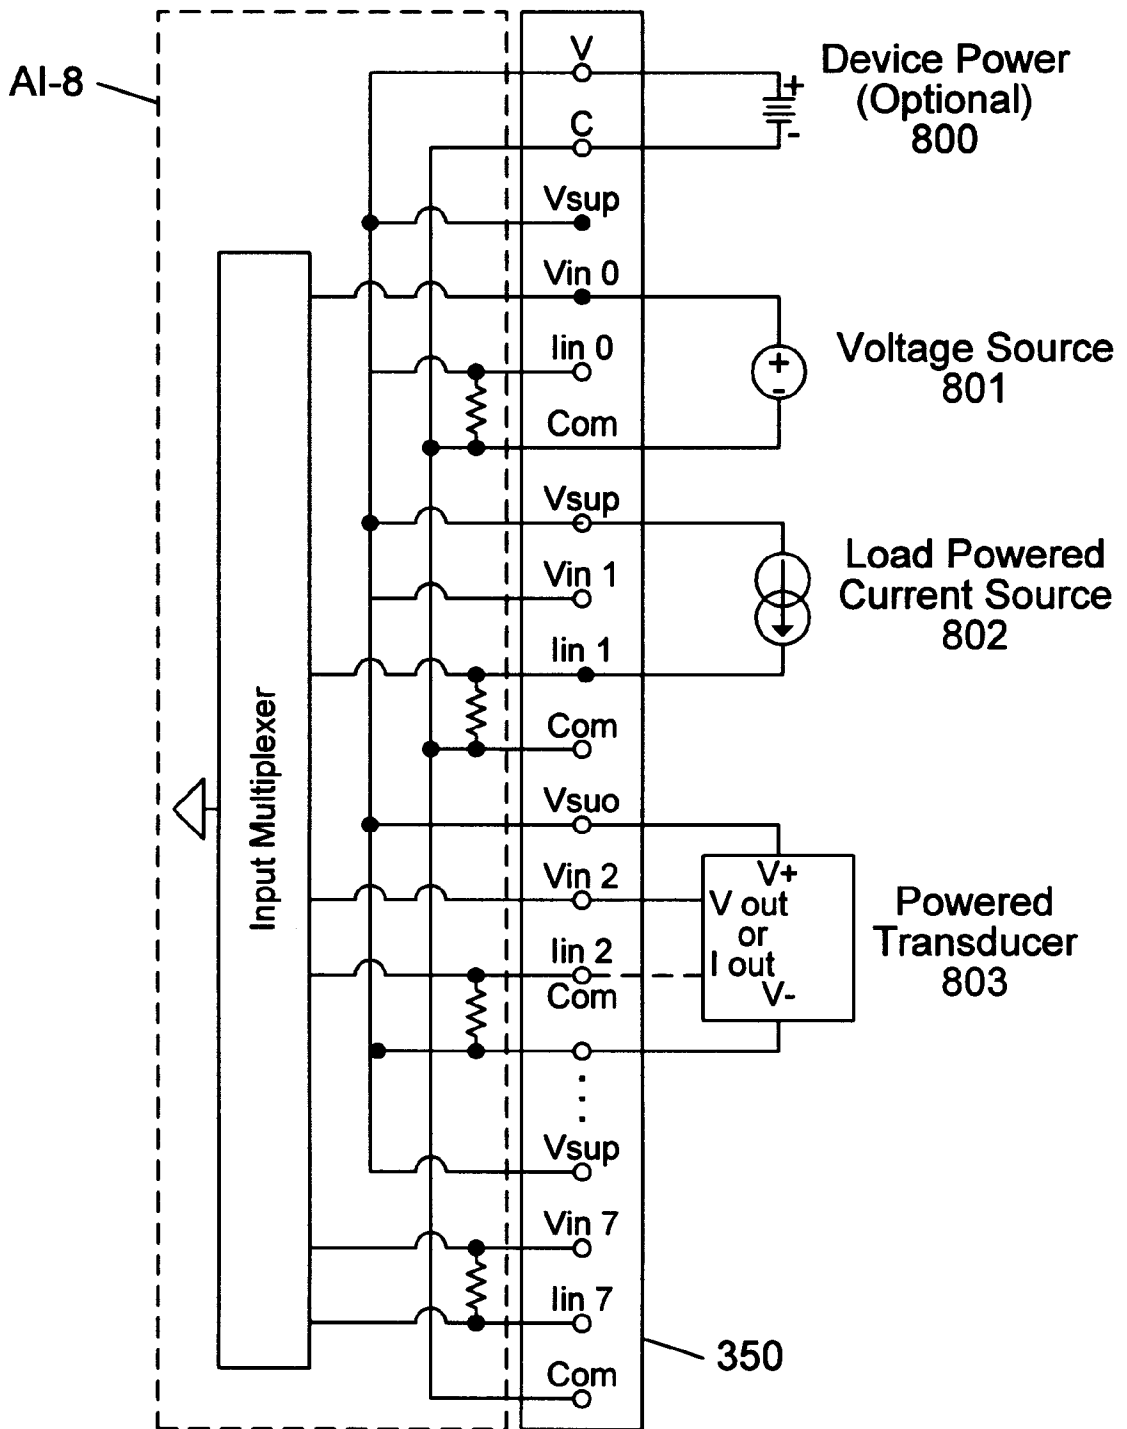 AI-8
V
+
Device Power
(Optional)
800
C
-
Vsup
Vin 0
Iin 0
+
-
Voltage Source
801
Com
Vsup
Vin 1
Load Powered
Current Source
802
Iin 1
Com
Input Multiplexer
Vsuo
Vin 2
V+
V out
or
I out
V-
Powered
Transducer
803
Iin 2
Com
Vsup
Vin 7
Iin 7
350
Com